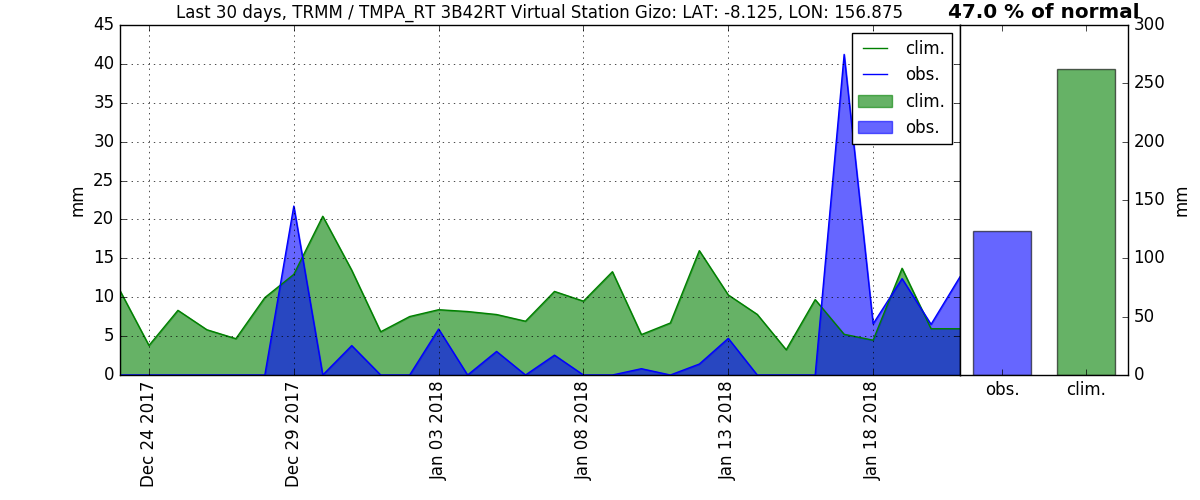 Last 30 days, TRMM / TMPA_RT 3B42RT Virtual Station Gizo: LAT: -8.125, LON: 156.875
47.0 % of normal
45
40
35
30
25
20
15
10
5
0
mm
clim.
obs.
clim.
obs.
Dec 24 2017
Dec 29 2017
Jan 03 2018
Jan 08 2018
Jan 13 2018
Jan 18 2018
300
250
200
150
100
50
0
mm
obs.
clim.